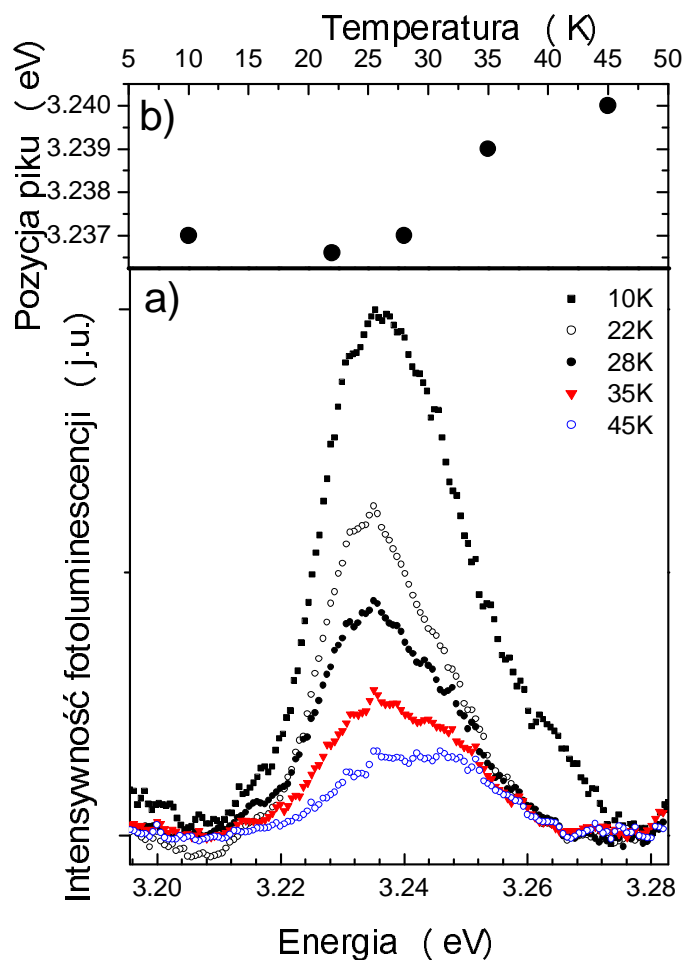 Temperatura ( K)
5 10 15 20 25 30 35 40 45 50
Pozycja piku ( eV)
3.240
3.239
3.238
3.237
b)
a)
10K
22K
28K
35K
45K
Intensywność fotoluminescencji ( j.u.)
3.20 3.22 3.24 3.26 3.28
Energia ( eV)